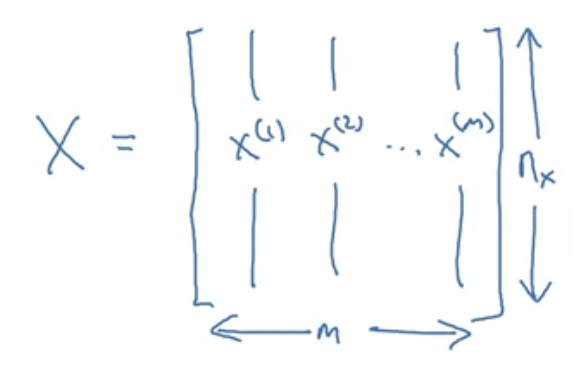 X = [ x^(1) x^(2) ... x^(m) ] n_x
m